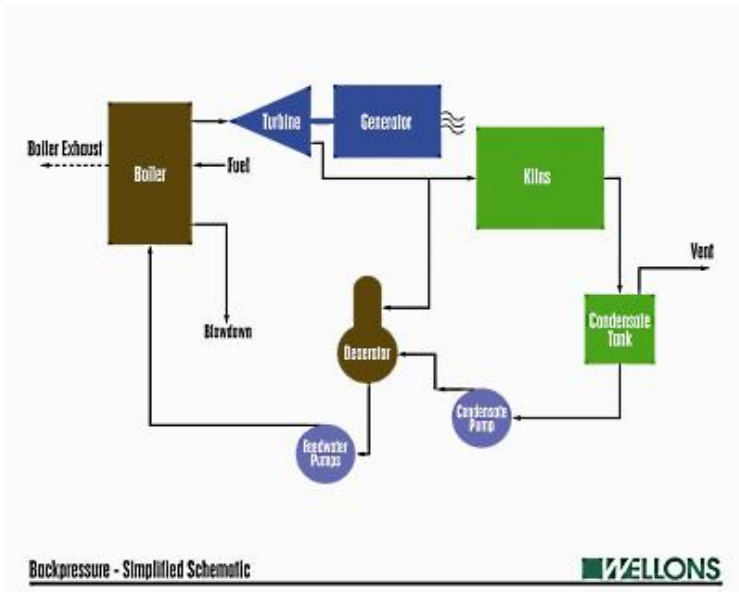 Turbine
Generator
Boiler Exhaust
Boiler
Fuel
Kilns
Vent
Blowdown
Condensate
Tank
Deaerator
Condensate
Pump
Feedwater
Pumps
Backpressure - Simplified Schematic
WELLONS